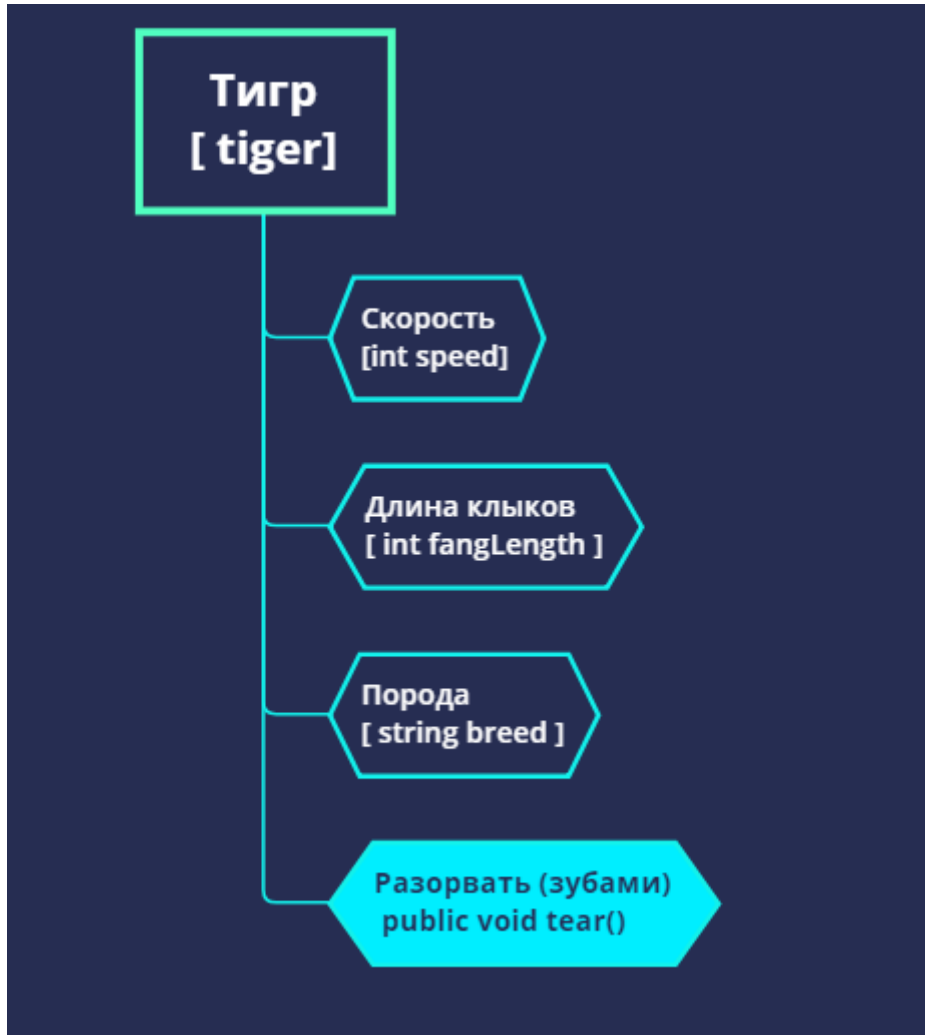 Тигр
[ tiger]
Скорость
[int speed]
Длина клыков
[ int fangLength ]
Порода
[ string breed ]
Разорвать (зубами)
public void tear()